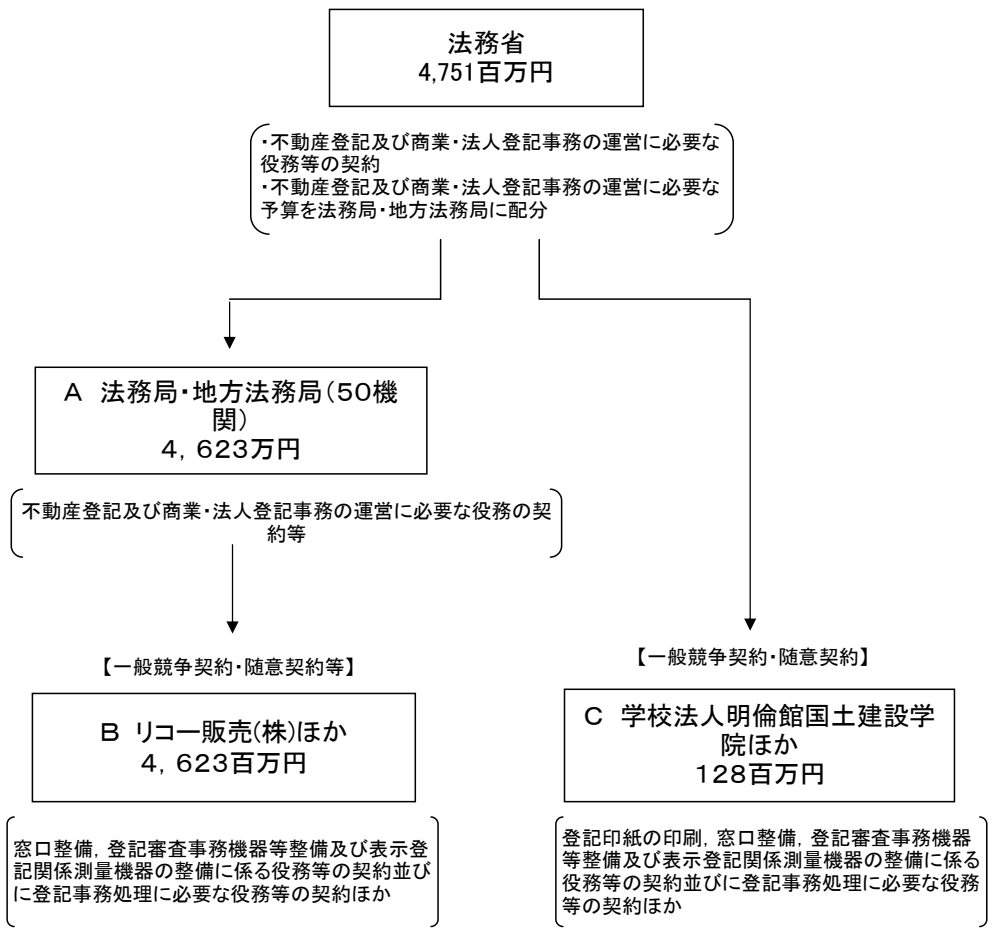 法務省
4,751百万円
・不動産登記及び商業・法人登記事務の運営に必要な
役務等の契約
・不動産登記及び商業・法人登記事務の運営に必要な
予算を法務局・地方法務局に配分
A　法務局・地方法務局（５０機
関）
４，６２３万円
不動産登記及び商業・法人登記事務の運営に必要な役務の契
約等
【一般競争契約・随意契約等】
B　リコー販売(株)ほか
４，６２３百万円
窓口整備，登記審査事務機器等整備及び表示登
記関係測量機器の整備に係る役務等の契約並び
に登記事務処理に必要な役務等の契約ほか
【一般競争契約・随意契約】
C　学校法人明倫館国土建設学
院ほか
１２８百万円
登記印紙の印刷，窓口整備，登記審査事務機器
等整備及び表示登記関係測量機器の整備に係る
役務等の契約並びに登記事務処理に必要な役務
等の契約ほか